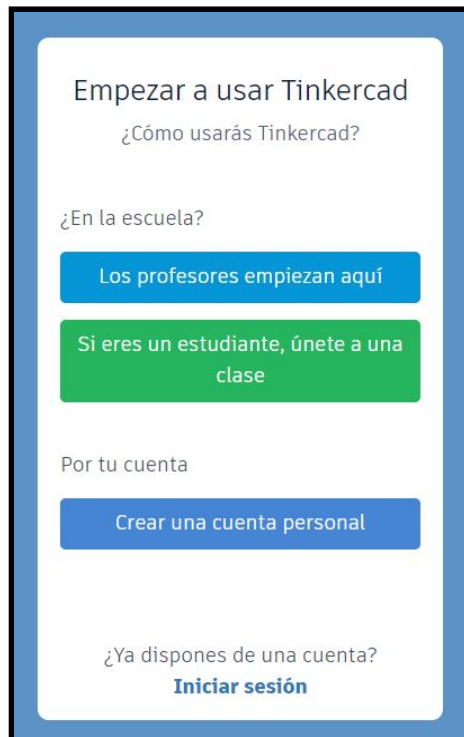 Empezar a usar Tinkercad
¿Cómo usarás Tinkercad?
¿En la escuela?
Los profesores empiezan aquí
Si eres un estudiante, únete a una
clase
Por tu cuenta
Crear una cuenta personal
¿Ya dispones de una cuenta?
Iniciar sesión